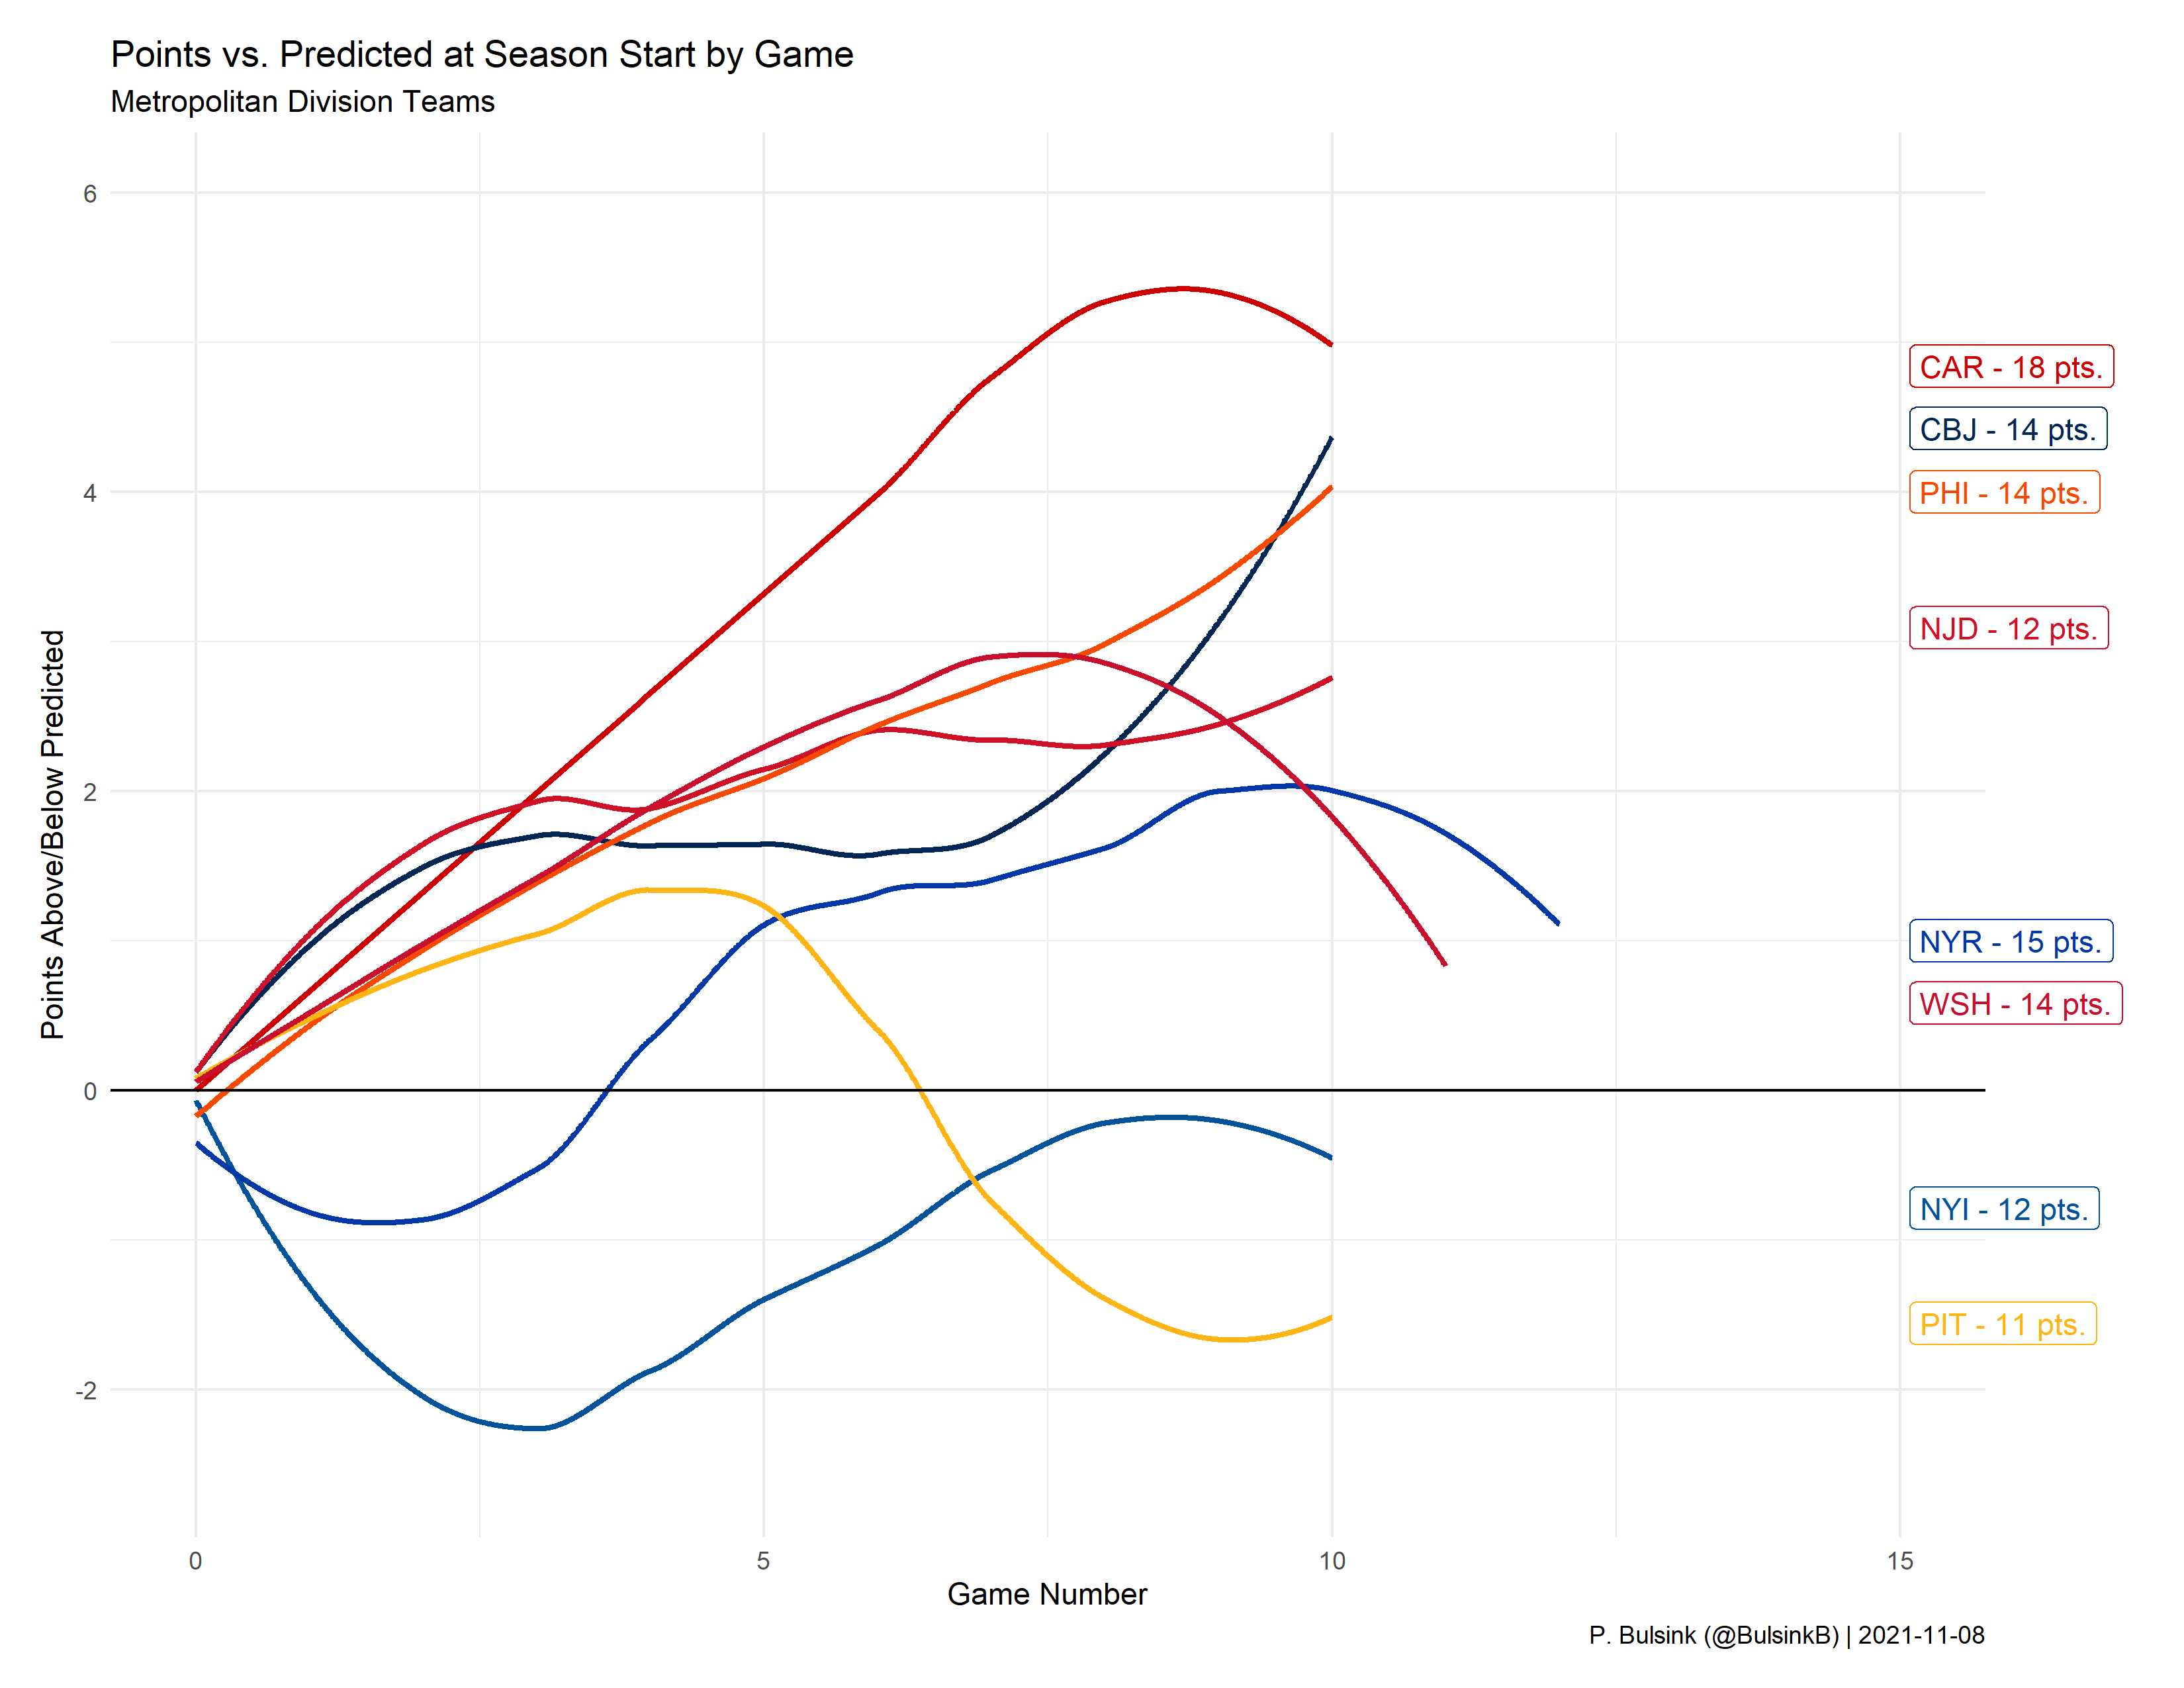 Points vs. Predicted at Season Start by Game
Metropolitan Division Teams
Points Above/Below Predicted
6
4
2
0
-2
0
5
10
15
Game Number
CAR - 18 pts.
CBJ - 14 pts.
PHI - 14 pts.
NJD - 12 pts.
NYR - 15 pts.
WSH - 14 pts.
NYI - 12 pts.
PIT - 11 pts.
P. Bulsink (@BulsinkB) | 2021-11-08